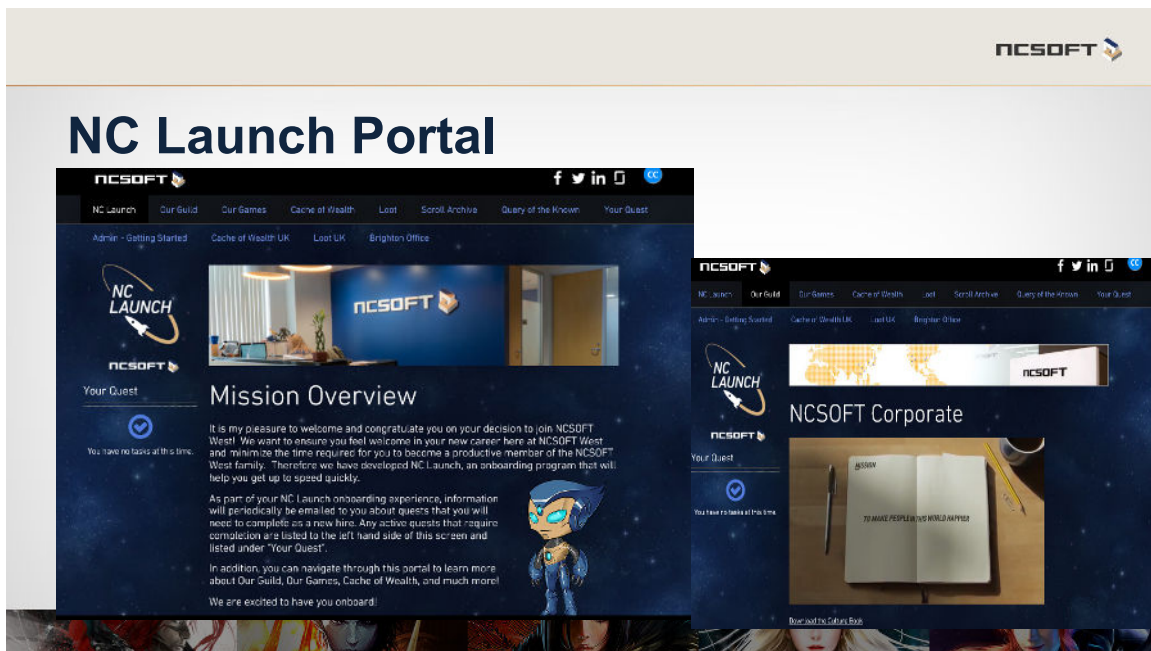 NCSOFT
NC Launch Portal
NCSOFT
f in CC
NC Launch Our Guild Our Games Cache of Wealth Loot Scroll Archive Query of the Known Your Quest
Admin - Getting Started Cache of Wealth UK Loot UK Brighton Office
NC
LAUNCH
NCSOFT
NCSOFT
Your Quest
You have no tasks at this time.
Mission Overview
It is my pleasure to welcome and congratulate you on your decision to join NCSOFT
West! We want to ensure you feel welcome in your new career here at NCSOFT West
and minimize the time required for you to become a productive member of the NCSOFT
West family. Therefore we have developed NC Launch, an onboarding program that will
help you get up to speed quickly.
As part of your NC Launch onboarding experience, information
will periodically be emailed to you about quests that you will
need to complete as a new hire. Any active quests that require
completion are listed to the left hand side of this screen and
listed under "Your Quest".
In addition, you can navigate through this portal to learn more
about Our Guild, Our Games, Cache of Wealth, and much more!
We are excited to have you onboard!
NCSOFT
f in CC
NC Launch Our Guild Our Games Cache of Wealth Loot Scroll Archive Query of the Known Your Quest
Admin - Getting Started Cache of Wealth UK Loot UK Brighton Office
NC
LAUNCH
NCSOFT
NCSOFT
Your Quest
You have no tasks at this time.
NCSOFT Corporate
MISSION
TO MAKE PEOPLE IN THIS WORLD HAPPIER
Download the Culture Book